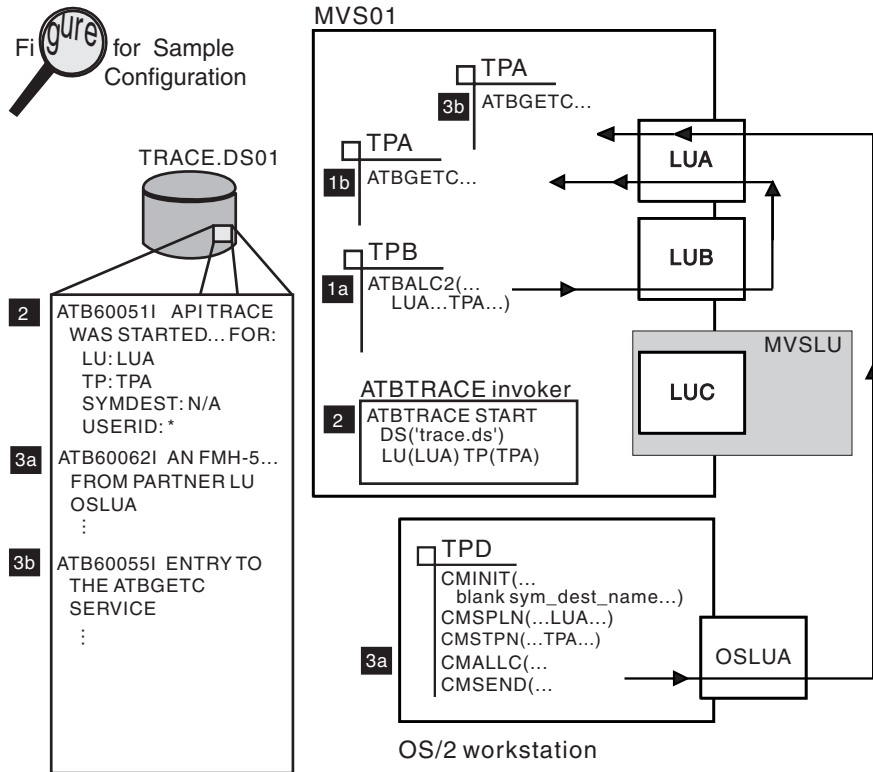 Figure for Sample
Configuration
MVS01
TPA
3b
ATBGETC...
TPA
1b
ATBGETC...
LUA
TPB
1a
ATBALC2(...
LUA...TPA...)
LUB
MVSLU
LUC
ATBTRACE invoker
2
ATBTRACE START
DS('trace.ds')
LU(LUA) TP(TPA)
TRACE.DS01
2
ATB60051I API TRACE
WAS STARTED... FOR:
LU: LUA
TP: TPA
SYMDEST: N/A
USERID: *
3a
ATB60062I AN FMH-5...
FROM PARTNER LU
OSLUA
⋮
3b
ATB60055I ENTRY TO
THE ATBGETC
SERVICE
⋮
TPD
CMINIT(...
blank sym_dest_name...)
CMSPLN(...LUA...)
CMSTPN(...TPA...)
3a
CMALLC(...
CMSEND(...
OSLUA
OS/2 workstation